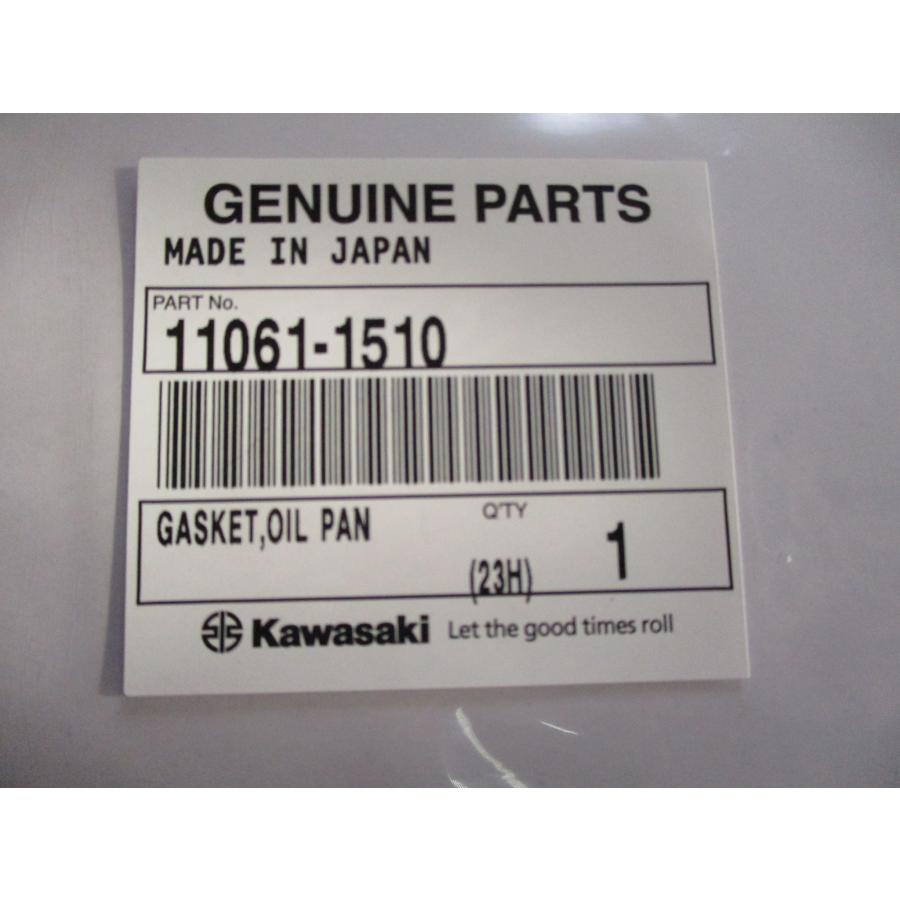 GENUINE PARTS
MADE IN JAPAN
PART No.
11061-1510
GASKET,OIL PAN
Q'TY
(23H)
1
Kawasaki Let the good times roll